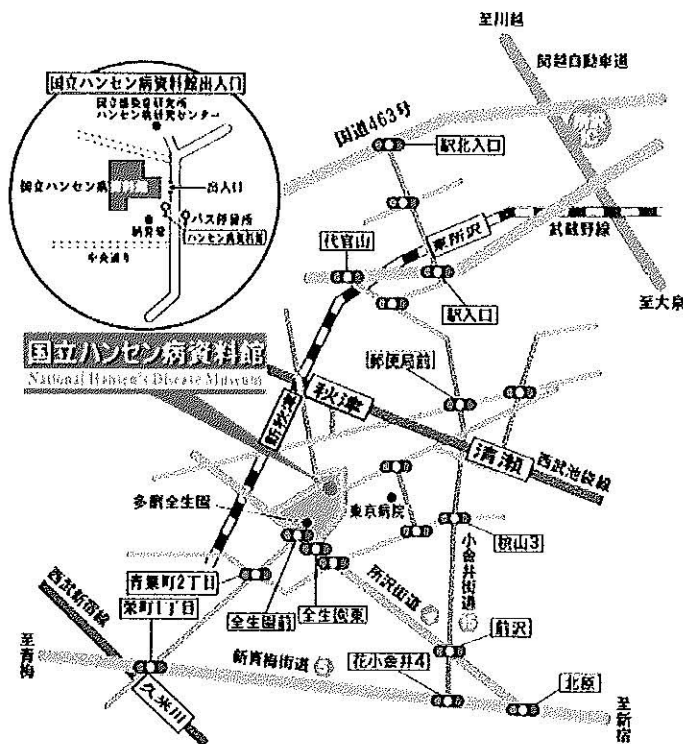 至川越
関越自動車道
国立ハンセン病資料館出入口
国立感染症研究所
ハンセン病研究センター
国道463号
駅北入口
国立ハンセン病資料館
出入口
バス停留所
納骨堂
ハンセン病資料館
中央通り
代官山
東所沢
武蔵野線
駅入口
至大泉
国立ハンセン病資料館
National Hansen's Disease Museum
郵便局前
新秋津
秋津
清瀬
西武池袋線
多磨全生園
東京病院
小金井街道
青葉町2丁目
所沢街道
西武新宿線
栄町1丁目
全生園前
全生園東
前沢
至青梅
新青梅街道
花小金井4
北原
久米川
至新宿